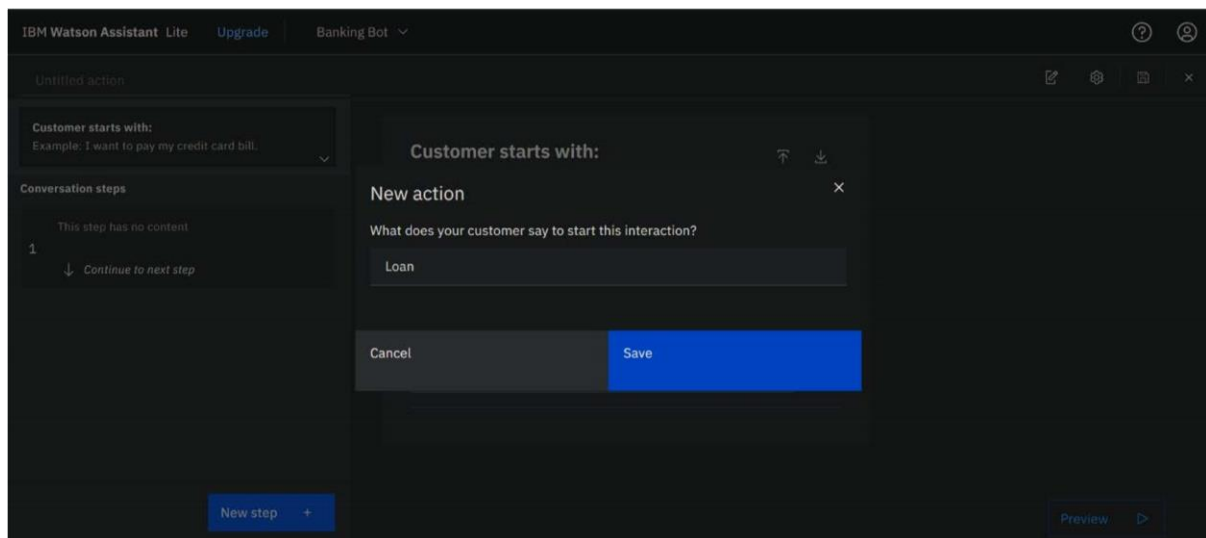 IBM Watson Assistant Lite Upgrade Banking Bot
Untitled action
Customer starts with:
Example: I want to pay my credit card bill.
Conversation steps
This step has no content
1
Continue to next step
New step +
Customer starts with:
New action
What does your customer say to start this interaction?
Loan
Cancel
Save
Preview